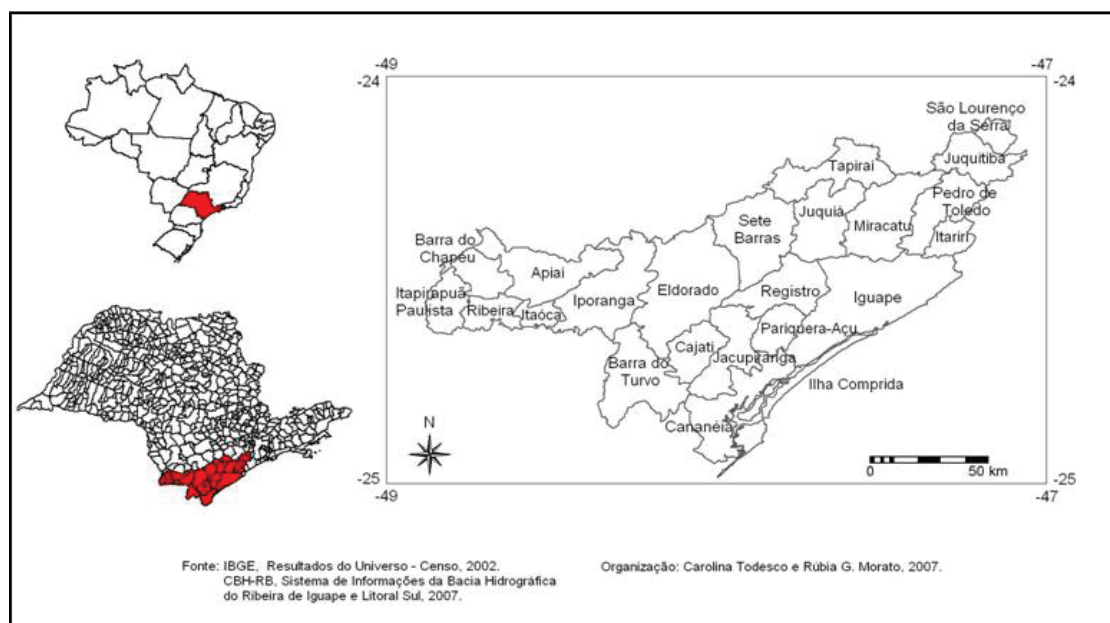 -49
-47
-24
-24
São Lourenço
da Serra
Juquitiba
Tapirai
Pedro de
Toledo
Juquiá
Miracatu
Sete
Barras
Itariri
Barra do
Chapéu
Apiai
Eldorado
Registro
Iguape
Itapirapuã
Paulista
Ribeira
Itaóca
Iporanga
Pariquera-Açu
Cajati
Jacupiranga
Barra do
Turvo
Ilha Comprida
Cananéia
N
0
50 km
-25
-25
-49
-47
Fonte: IBGE, Resultados do Universo - Censo, 2002.
CBH-RB, Sistema de Informações da Bacia Hidrográfica
do Ribeira de Iguape e Litoral Sul, 2007.
Organização: Carolina Todesco e Rúbia G. Morato, 2007.